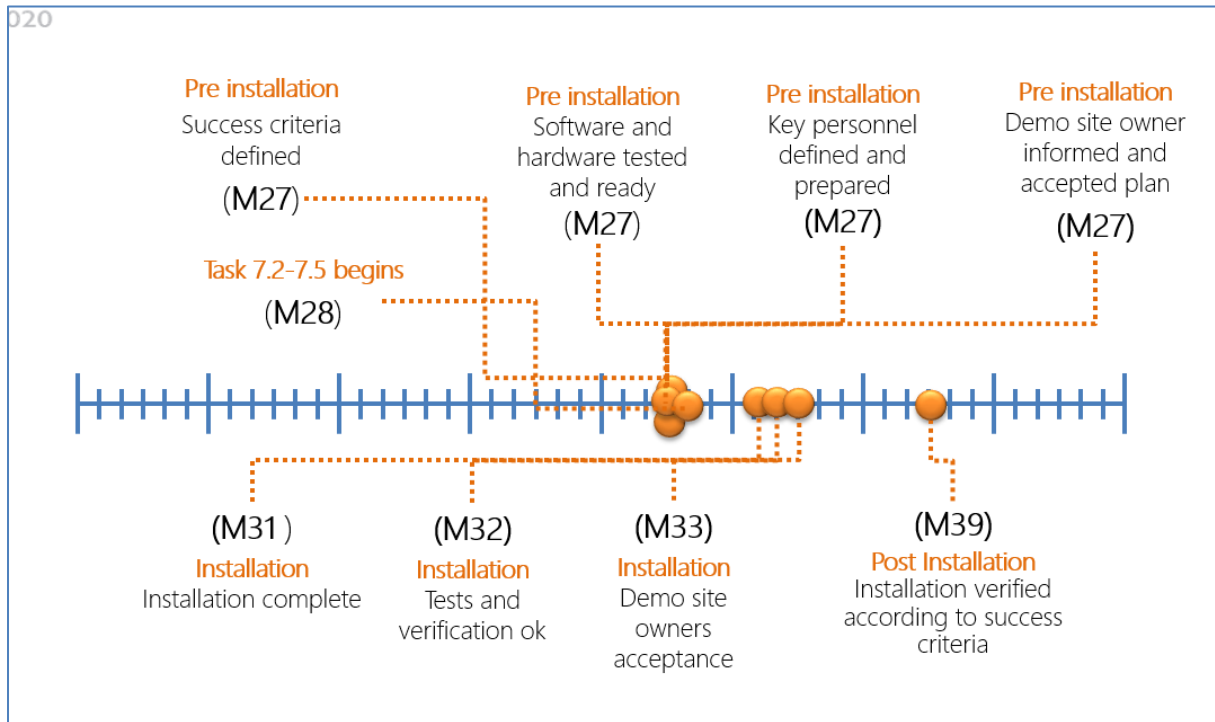 020
Pre installation
Success criteria
defined
(M27)
Pre installation
Software and
hardware tested
and ready
(M27)
Pre installation
Key personnel
defined and
prepared
(M27)
Pre installation
Demo site owner
informed and
accepted plan
(M27)
Task 7.2-7.5 begins
(M28)
(M31)
Installation
Installation complete
(M32)
Installation
Tests and
verification ok
(M33)
Installation
Demo site
owners
acceptance
(M39)
Post Installation
Installation verified
according to success
criteria